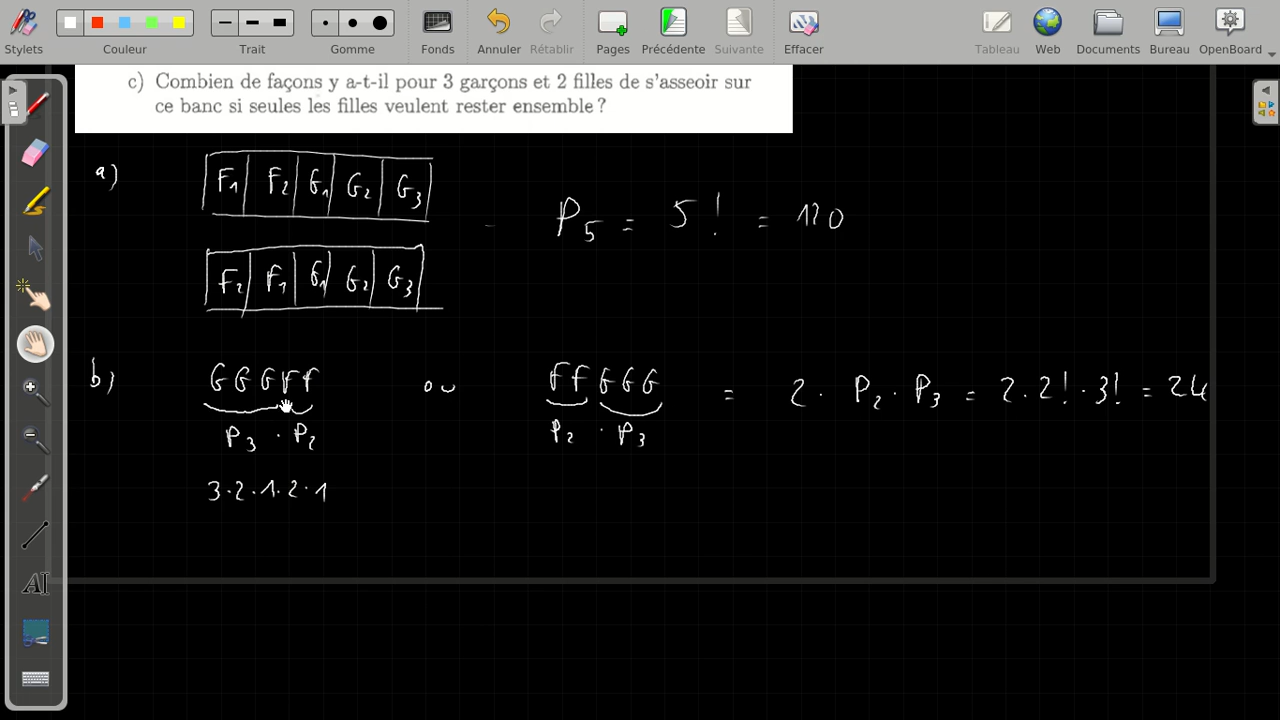 Stylets Couleur Trait Gomme Fonds Annuler Rétablir Pages Précédente Suivante Effacer Tableau Web Documents Bureau OpenBoard
c) Combien de façons y a-t-il pour 3 garçons et 2 filles de s'asseoir sur
ce banc si seules les filles veulent rester ensemble ?
a) F₁ F₂ G₁ G₂ G₃
P₅ = 5! = 120
F₂ F₁ G₁ G₂ G₃
b) G G G F F ou F F G G G = 2 · P₂ · P₃ = 2 · 2! · 3! = 24
P₃ · P₂ P₂ · P₃
3 · 2 · 1 · 2 · 1
AI